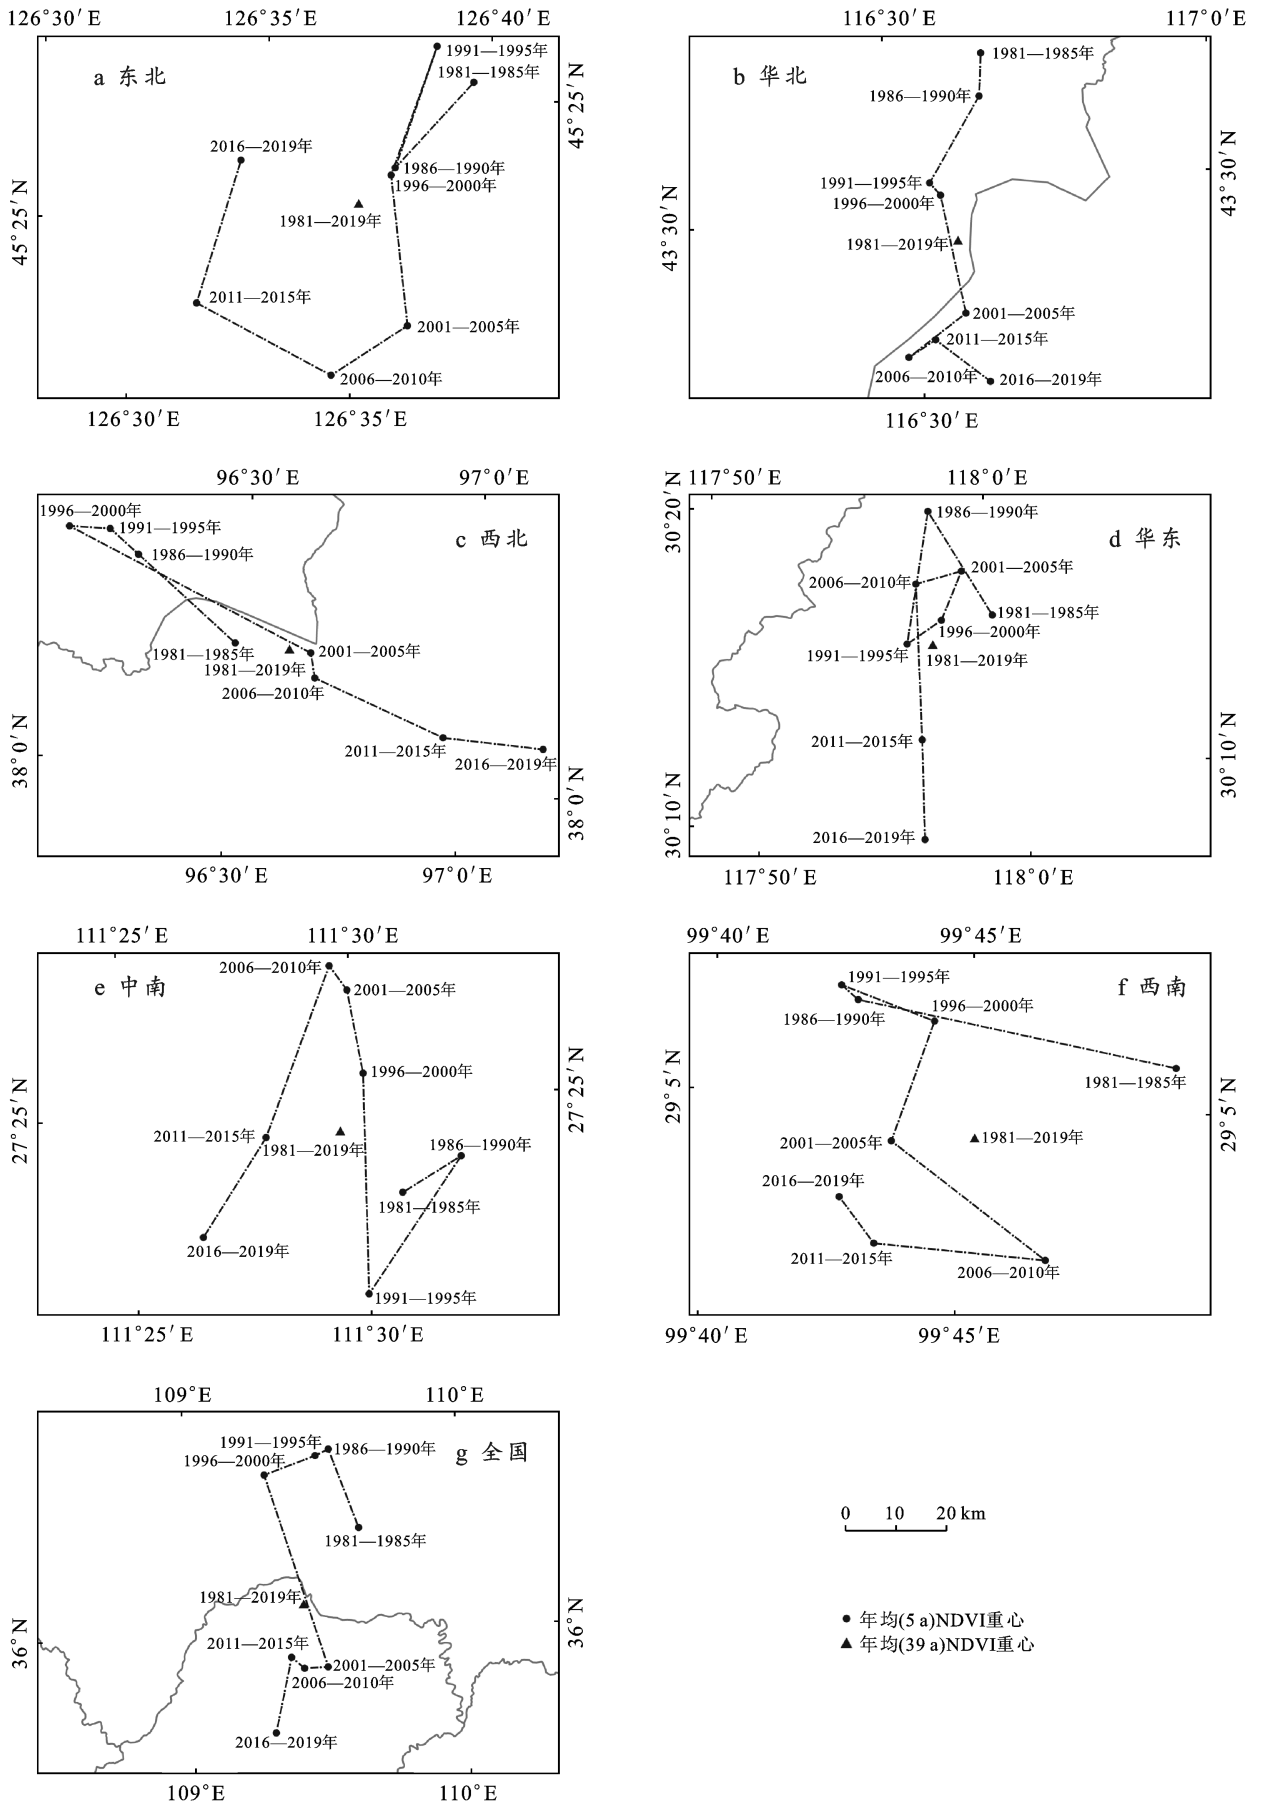 126°30′E 126°35′E 126°40′E
a 东北
1991—1995年
1981—1985年
45°25′N
2016—2019年
1986—1990年
1996—2000年
1981—2019年
45°25′N
2011—2015年
2001—2005年
2006—2010年
126°30′E 126°35′E
116°30′E 117°0′E
b 华北
1981—1985年
1986—1990年
43°30′N
1991—1995年
1996—2000年
43°30′N
1981—2019年
2001—2005年
2011—2015年
2006—2010年
2016—2019年
116°30′E
96°30′E 97°0′E
1996—2000年
1991—1995年
c 西北
1986—1990年
1981—1985年
2001—2005年
1981—2019年
2006—2010年
38°0′N
2011—2015年
2016—2019年
38°0′N
96°30′E 97°0′E
117°50′E 118°0′E
30°20′N
1986—1990年
d 华东
2001—2005年
2006—2010年
1981—1985年
1996—2000年
1991—1995年
1981—2019年
2011—2015年
30°10′N
30°10′N
2016—2019年
117°50′E 118°0′E
111°25′E 111°30′E
2006—2010年
e 中南
2001—2005年
1996—2000年
27°25′N
27°25′N
2011—2015年
1981—2019年
1986—1990年
1981—1985年
2016—2019年
1991—1995年
111°25′E 111°30′E
99°40′E 99°45′E
1991—1995年
f 西南
1996—2000年
1986—1990年
1981—1985年
29°5′N
29°5′N
2001—2005年
1981—2019年
2016—2019年
2011—2015年
2006—2010年
99°40′E 99°45′E
109°E 110°E
1991—1995年
1986—1990年
g 全国
1996—2000年
1981—1985年
1981—2019年
36°N
36°N
2011—2015年
2001—2005年
2006—2010年
2016—2019年
109°E 110°E
0 10 20 km
年均(5 a)NDVI重心
年均(39 a)NDVI重心